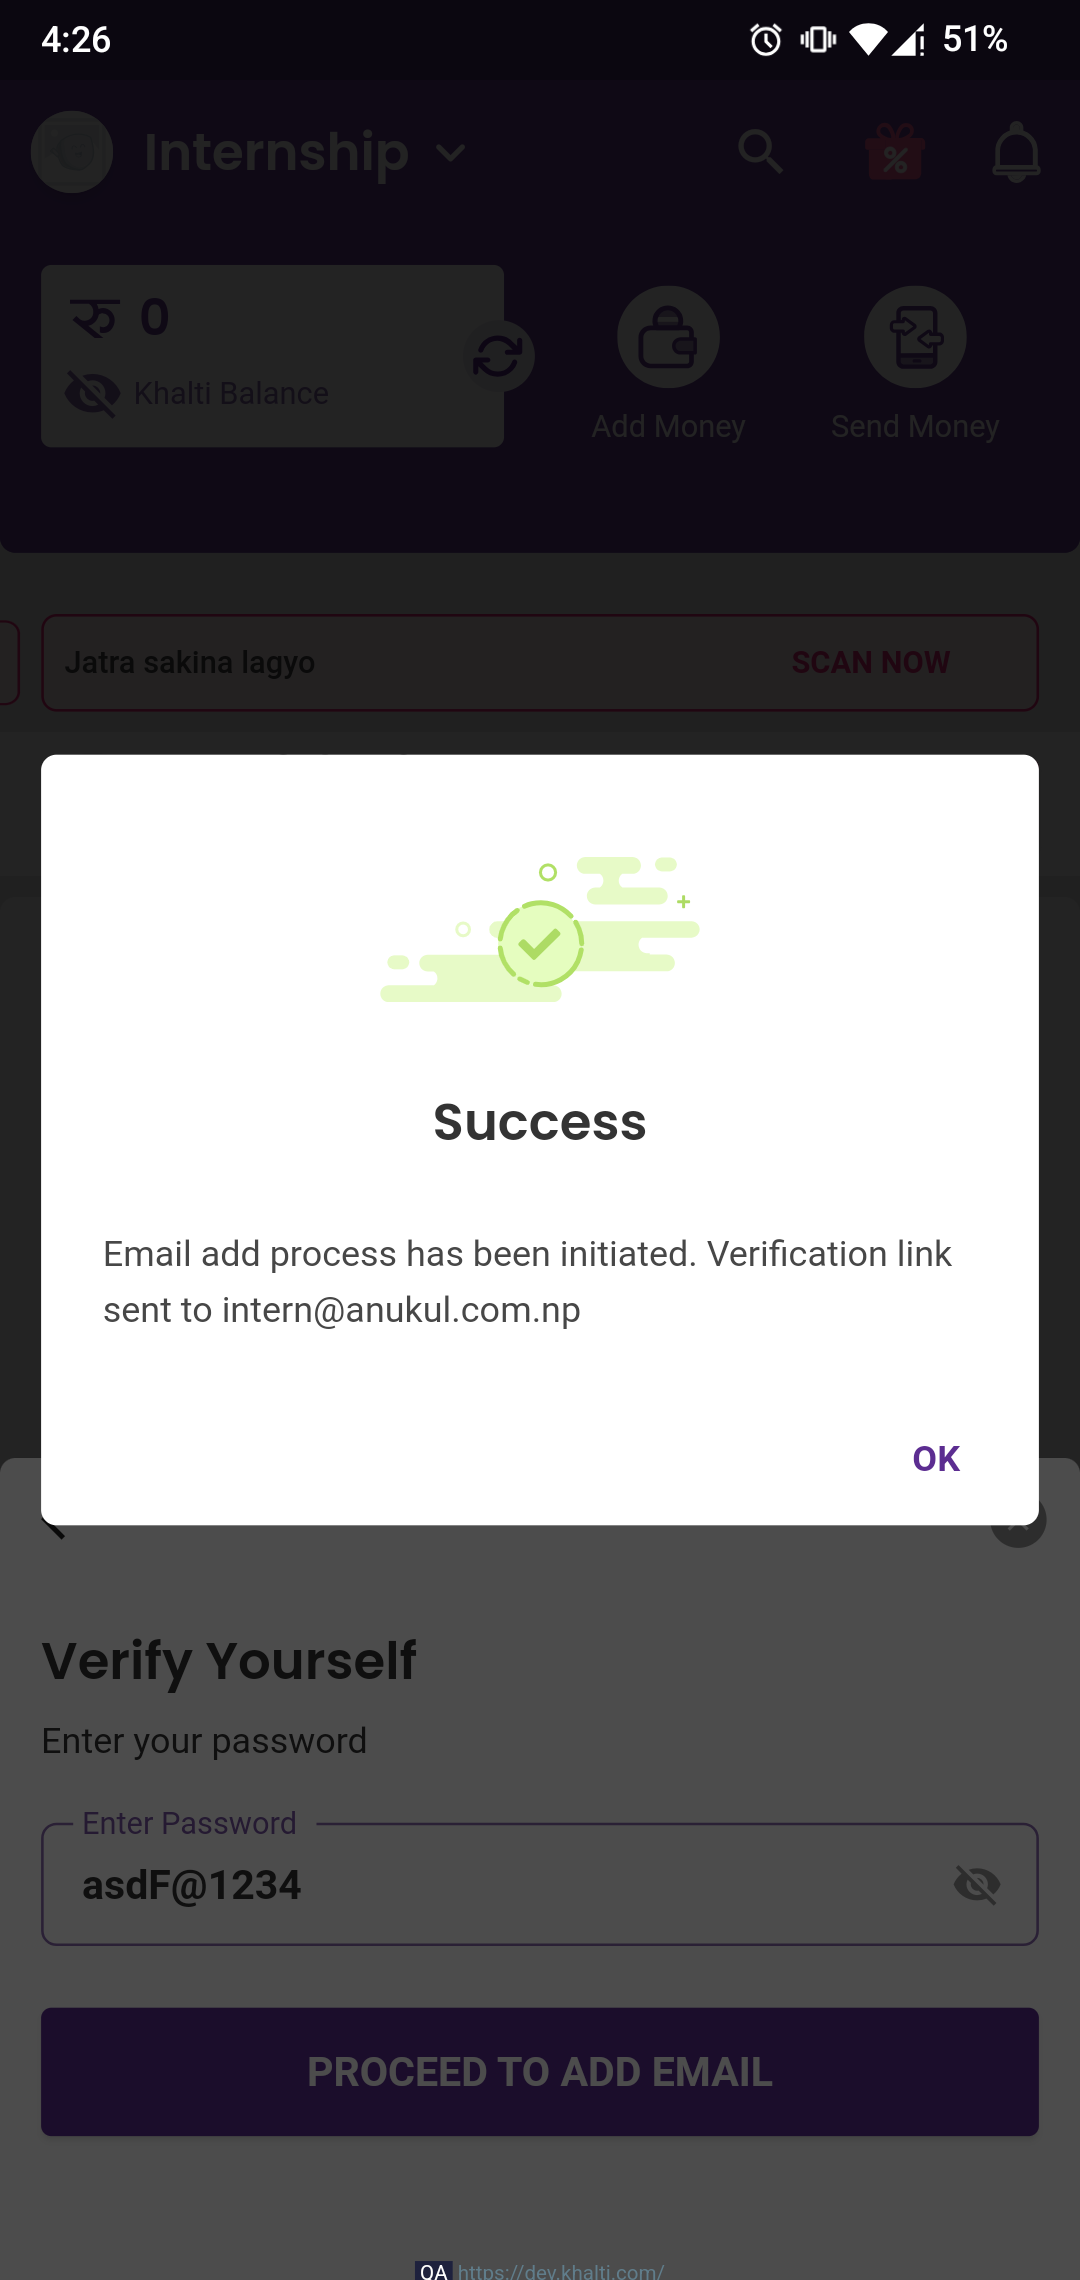 4:26
51%
Internship
रु 0
Khalti Balance
Add Money
Send Money
Jatra sakina lagyo
SCAN NOW
Success
Email add process has been initiated. Verification link
sent to intern@anukul.com.np
OK
Verify Yourself
Enter your password
Enter Password
asdF@1234
PROCEED TO ADD EMAIL
QA https://dev.khalti.com/